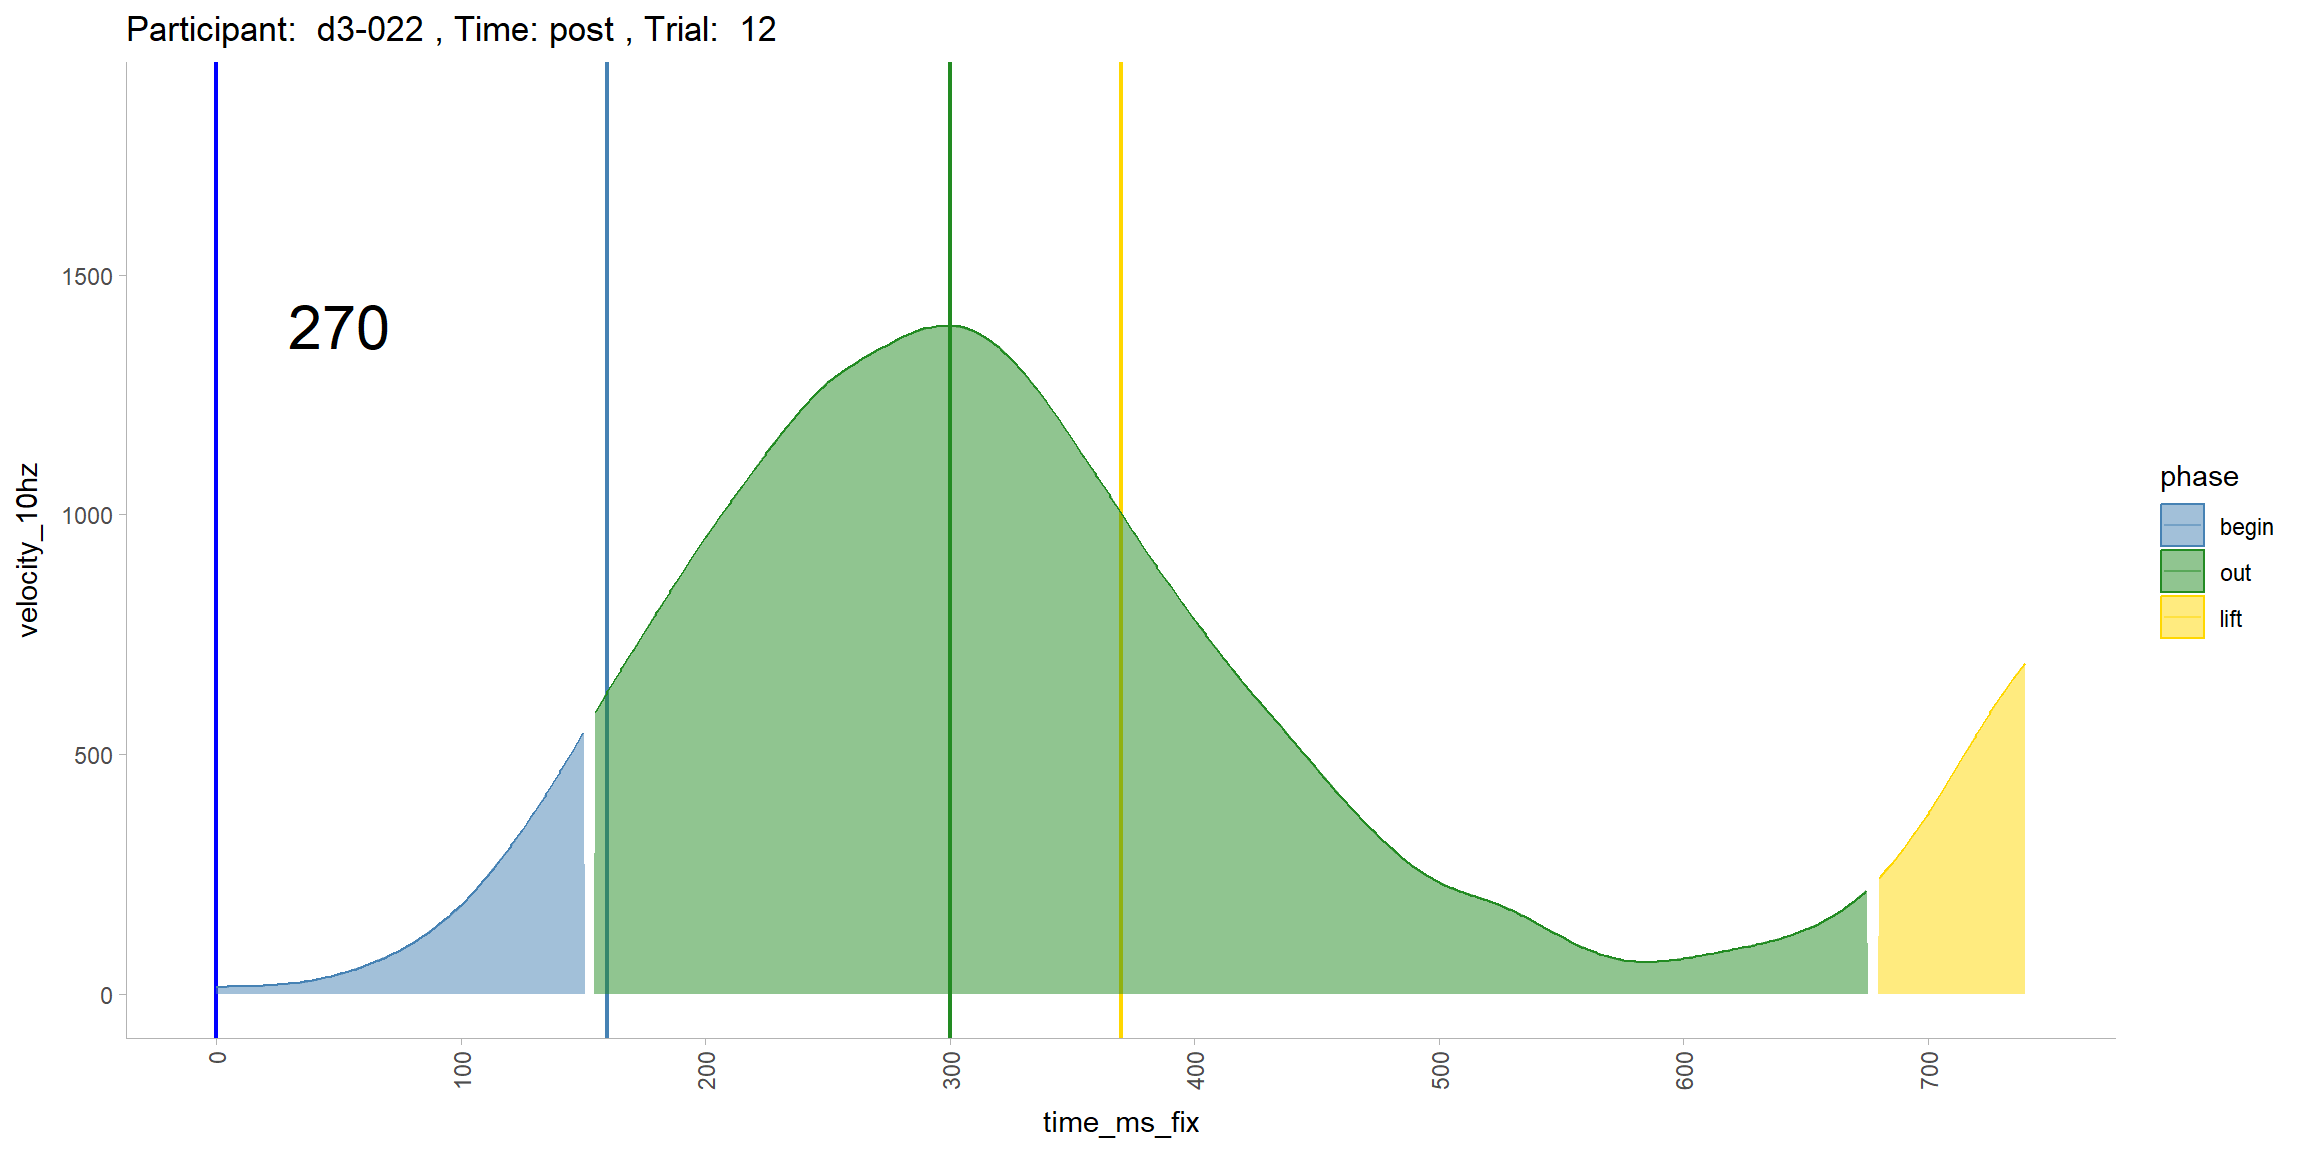 Participant:  d3-022 , Time: post , Trial:  12
270
velocity_10hz
1500
1000
500
0
0
100
200
300
400
500
600
700
time_ms_fix
phase
begin
out
lift